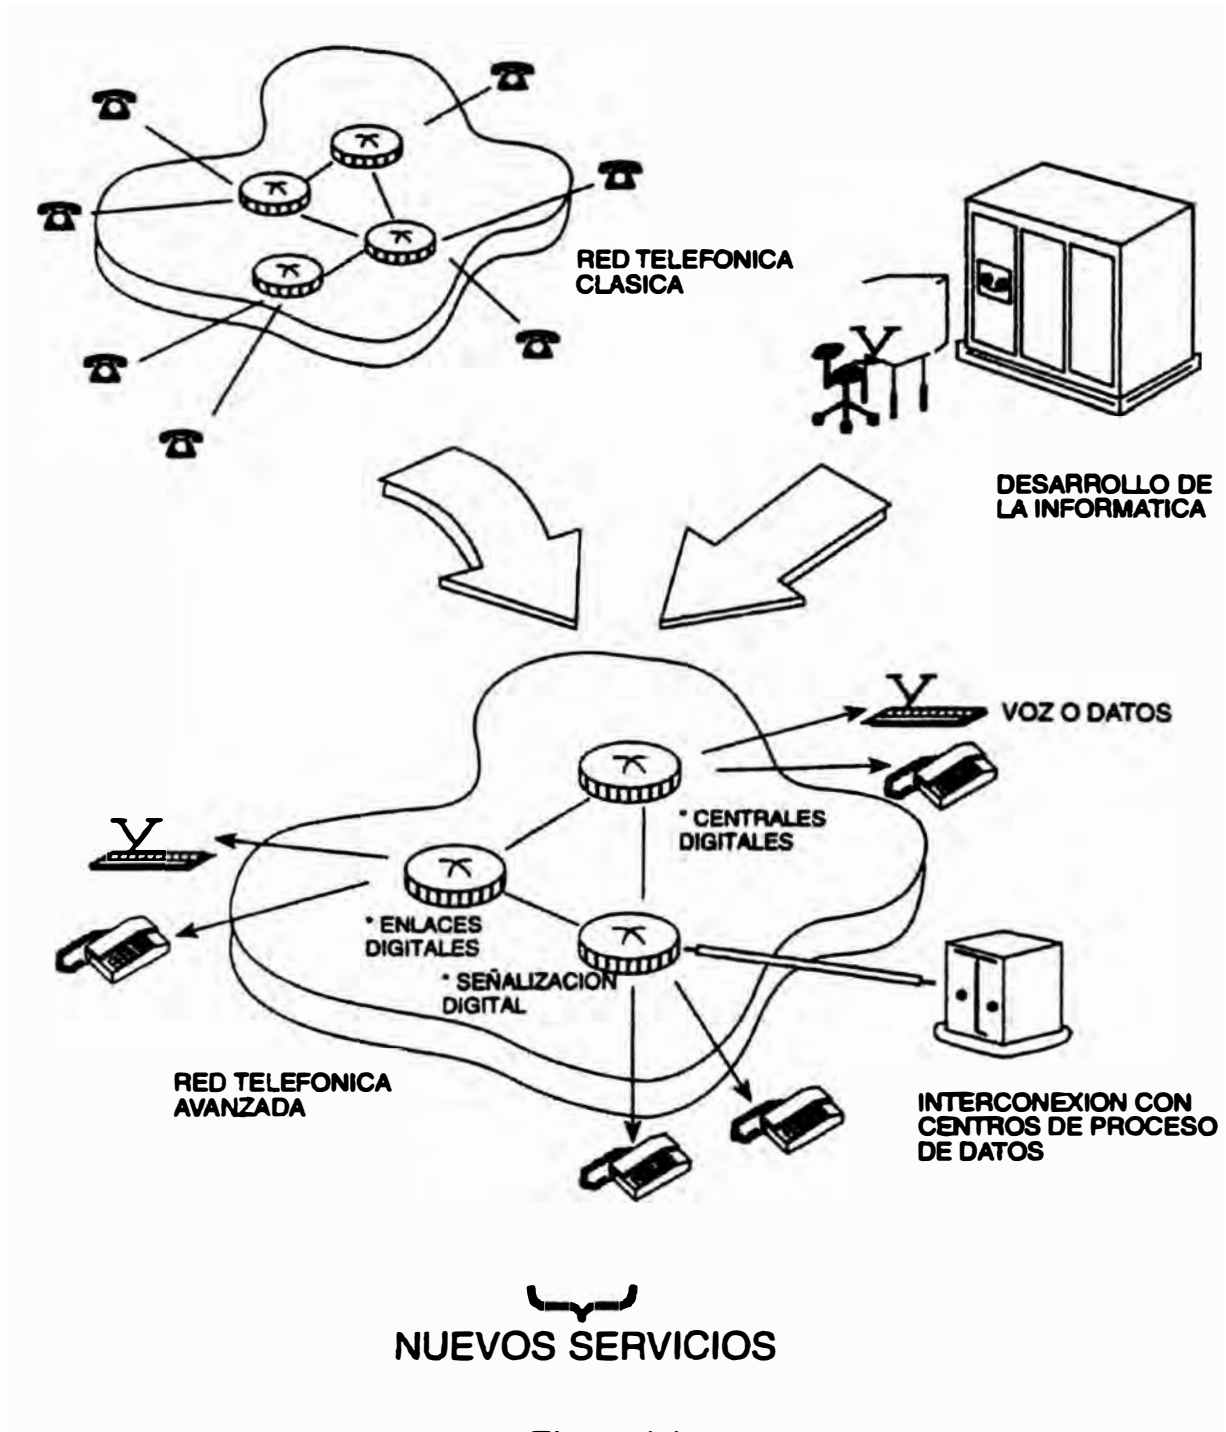 RED TELEFONICA
CLASICA
DESARROLLO DE
LA INFORMATICA
VOZ O DATOS
* CENTRALES
DIGITALES
* ENLACES
DIGITALES
* SEÑALIZACION
DIGITAL
RED TELEFONICA
AVANZADA
INTERCONEXION CON
CENTROS DE PROCESO
DE DATOS
NUEVOS SERVICIOS